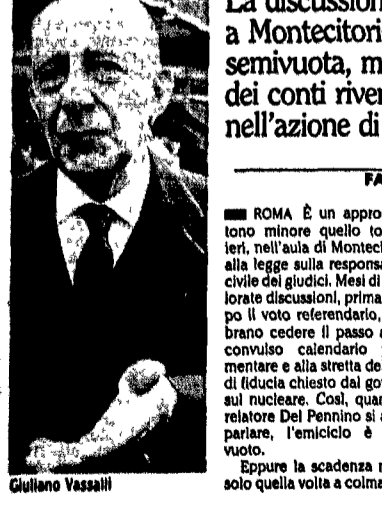 La discussion
a Montecitori
semivuota, m
dei conti river
nell'azione di
FA
ROMA È un appro
tono minore quello to
ieri, nell'aula di Montec
alla legge sulla respons
civile dei giudici. Mesi di
lorate discussioni, prima
po il voto referendario,
brano cedere il passo a
convulso calendario
mentare e alla stretta de
di fiducia chiesto dal go
sul nucleare. Così, quan
relatore Del Pennino si a
parlare, l'emiciclo è
vuoto.
Eppure la scadenza r
solo quella volta a colma
Giuliano Vassalli